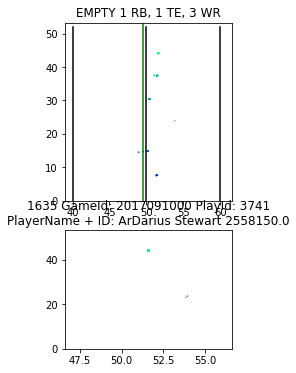 EMPTY 1 RB, 1 TE, 3 WR
50
40
30
20
10
0
40 45 50 55 60
1635 GameId: 2017091000 PlayId: 3741
PlayerName + ID: ArDarius Stewart 2558150.0
40
20
0
47.5 50.0 52.5 55.0